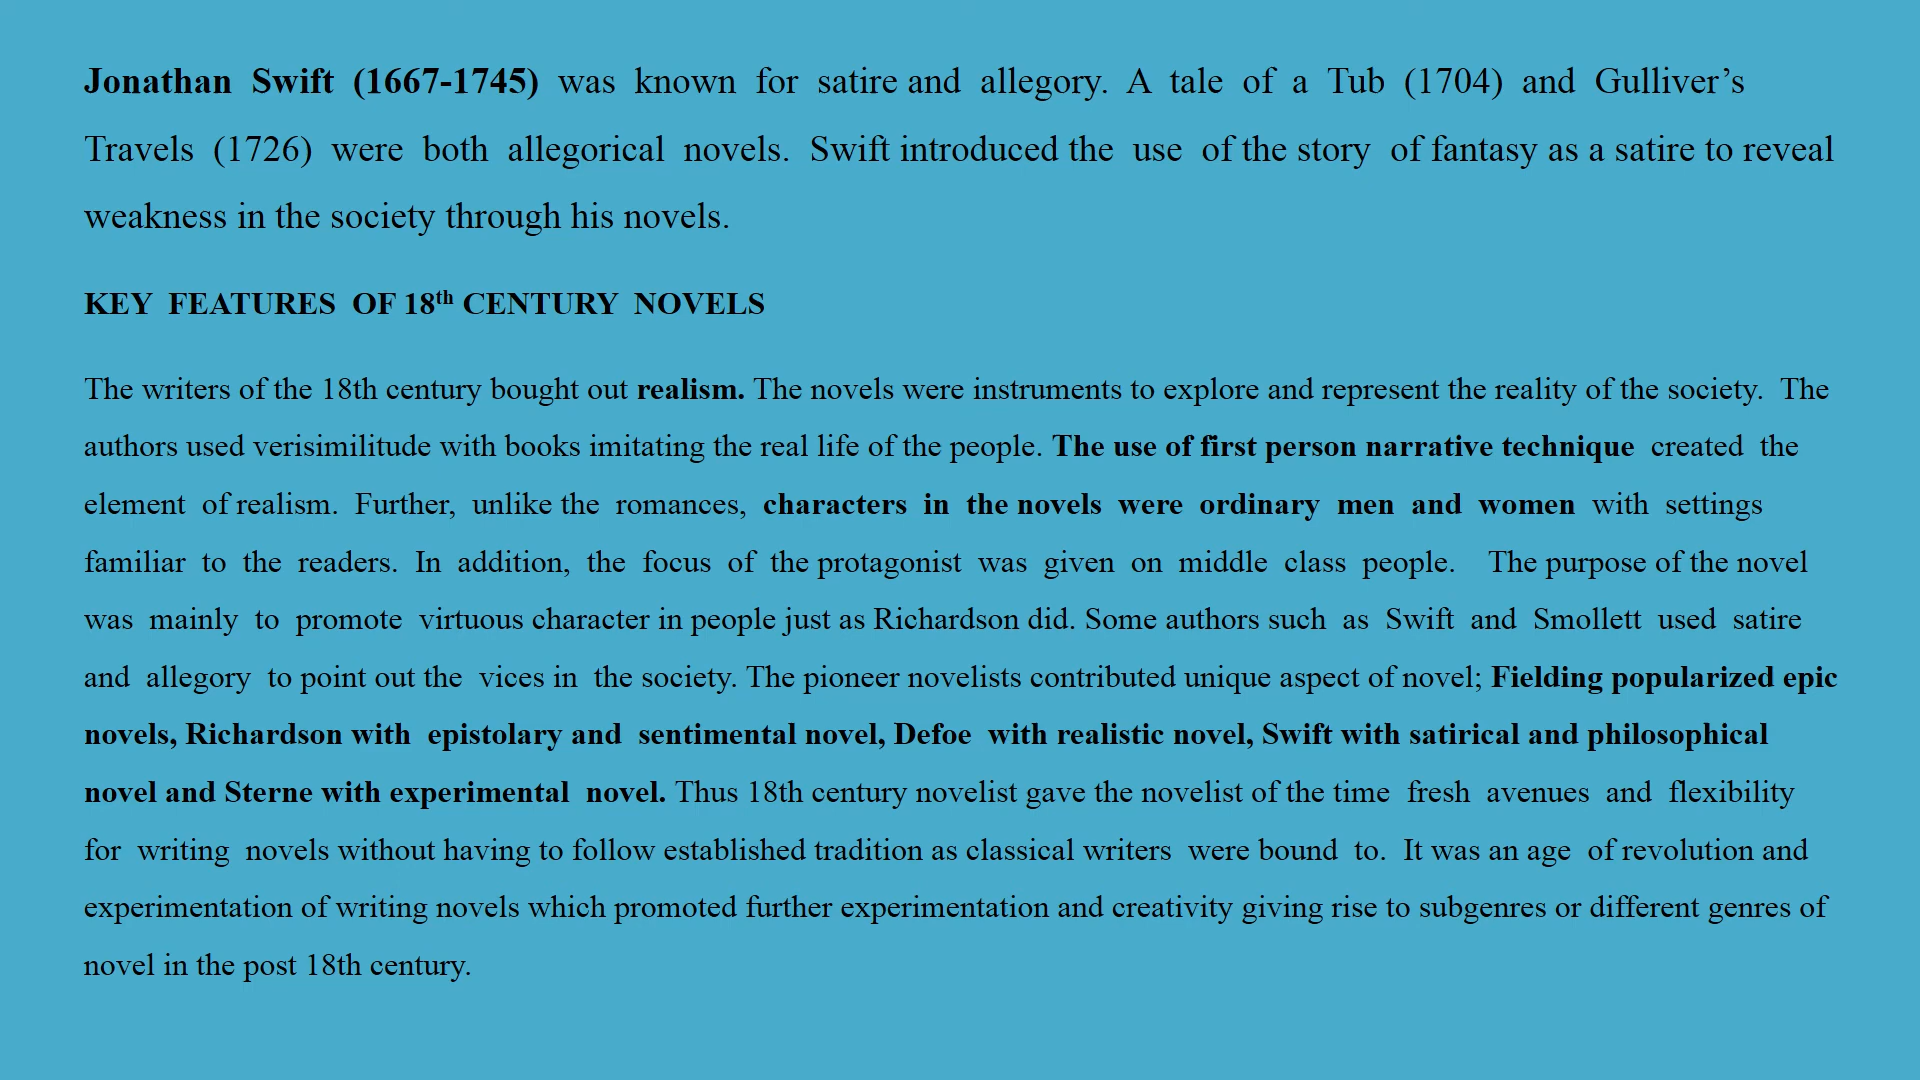 Jonathan Swift (1667-1745) was known for satire and allegory. A tale of a Tub (1704) and Gulliver’s
Travels (1726) were both allegorical novels. Swift introduced the use of the story of fantasy as a satire to reveal
weakness in the society through his novels.
KEY FEATURES OF 18th CENTURY NOVELS
The writers of the 18th century bought out realism. The novels were instruments to explore and represent the reality of the society. The
authors used verisimilitude with books imitating the real life of the people. The use of first person narrative technique created the
element of realism. Further, unlike the romances, characters in the novels were ordinary men and women with settings
familiar to the readers. In addition, the focus of the protagonist was given on middle class people. The purpose of the novel
was mainly to promote virtuous character in people just as Richardson did. Some authors such as Swift and Smollett used satire
and allegory to point out the vices in the society. The pioneer novelists contributed unique aspect of novel; Fielding popularized epic
novels, Richardson with epistolary and sentimental novel, Defoe with realistic novel, Swift with satirical and philosophical
novel and Sterne with experimental novel. Thus 18th century novelist gave the novelist of the time fresh avenues and flexibility
for writing novels without having to follow established tradition as classical writers were bound to. It was an age of revolution and
experimentation of writing novels which promoted further experimentation and creativity giving rise to subgenres or different genres of
novel in the post 18th century.